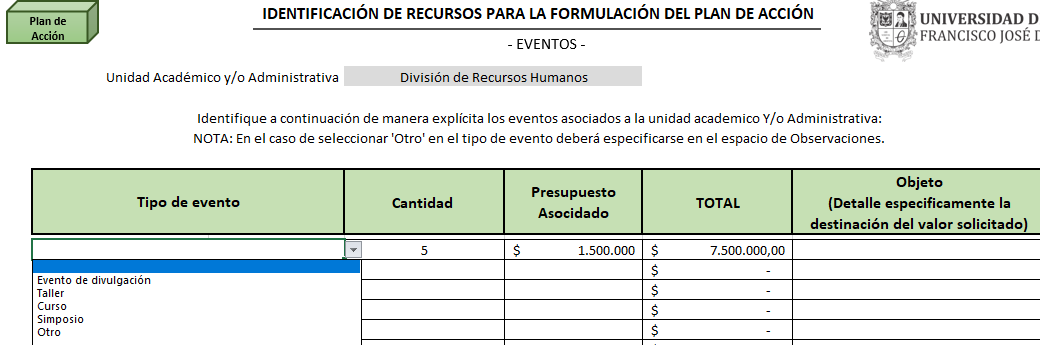 Plan de
Acción
IDENTIFICACIÓN DE RECURSOS PARA LA FORMULACIÓN DEL PLAN DE ACCIÓN
- EVENTOS -
UNIVERSIDAD D
FRANCISCO JOSÉ D
Unidad Académico y/o Administrativa División de Recursos Humanos
Identifique a continuación de manera explícita los eventos asociados a la unidad academico Y/o Administrativa:
NOTA: En el caso de seleccionar 'Otro' en el tipo de evento deberá especificarse en el espacio de Observaciones.
Tipo de evento
Cantidad
Presupuesto
Asocidado
TOTAL
Objeto
(Detalle especificamente la
destinación del valor solicitado)
5 $ 1.500.000 $ 7.500.000,00
$ -
Evento de divulgación
Taller $ -
Curso
Simposio $ -
Otro $ -